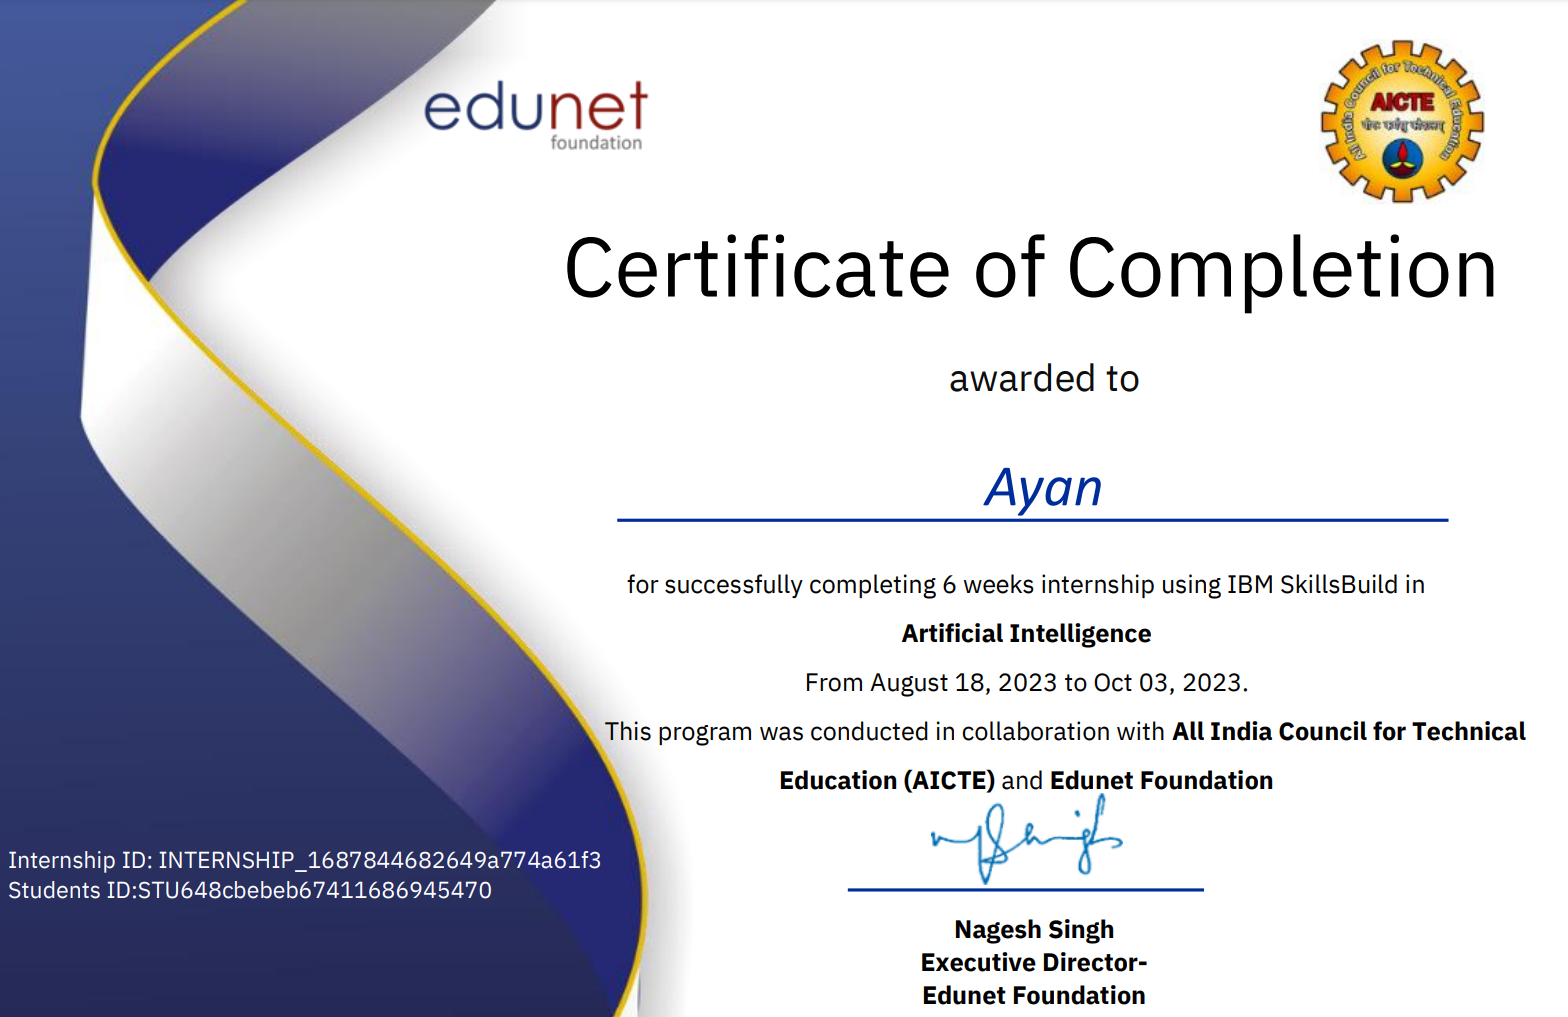 edunet
foundation
All India Council for Technical Education
AICTE
Certificate of Completion
awarded to
Ayan
for successfully completing 6 weeks internship using IBM SkillsBuild in
Artificial Intelligence
From August 18, 2023 to Oct 03, 2023.
This program was conducted in collaboration with All India Council for Technical
Education (AICTE) and Edunet Foundation
Internship ID: INTERNSHIP_1687844682649a774a61f3
Students ID:STU648cbebeb67411686945470
Nagesh Singh
Executive Director-
Edunet Foundation